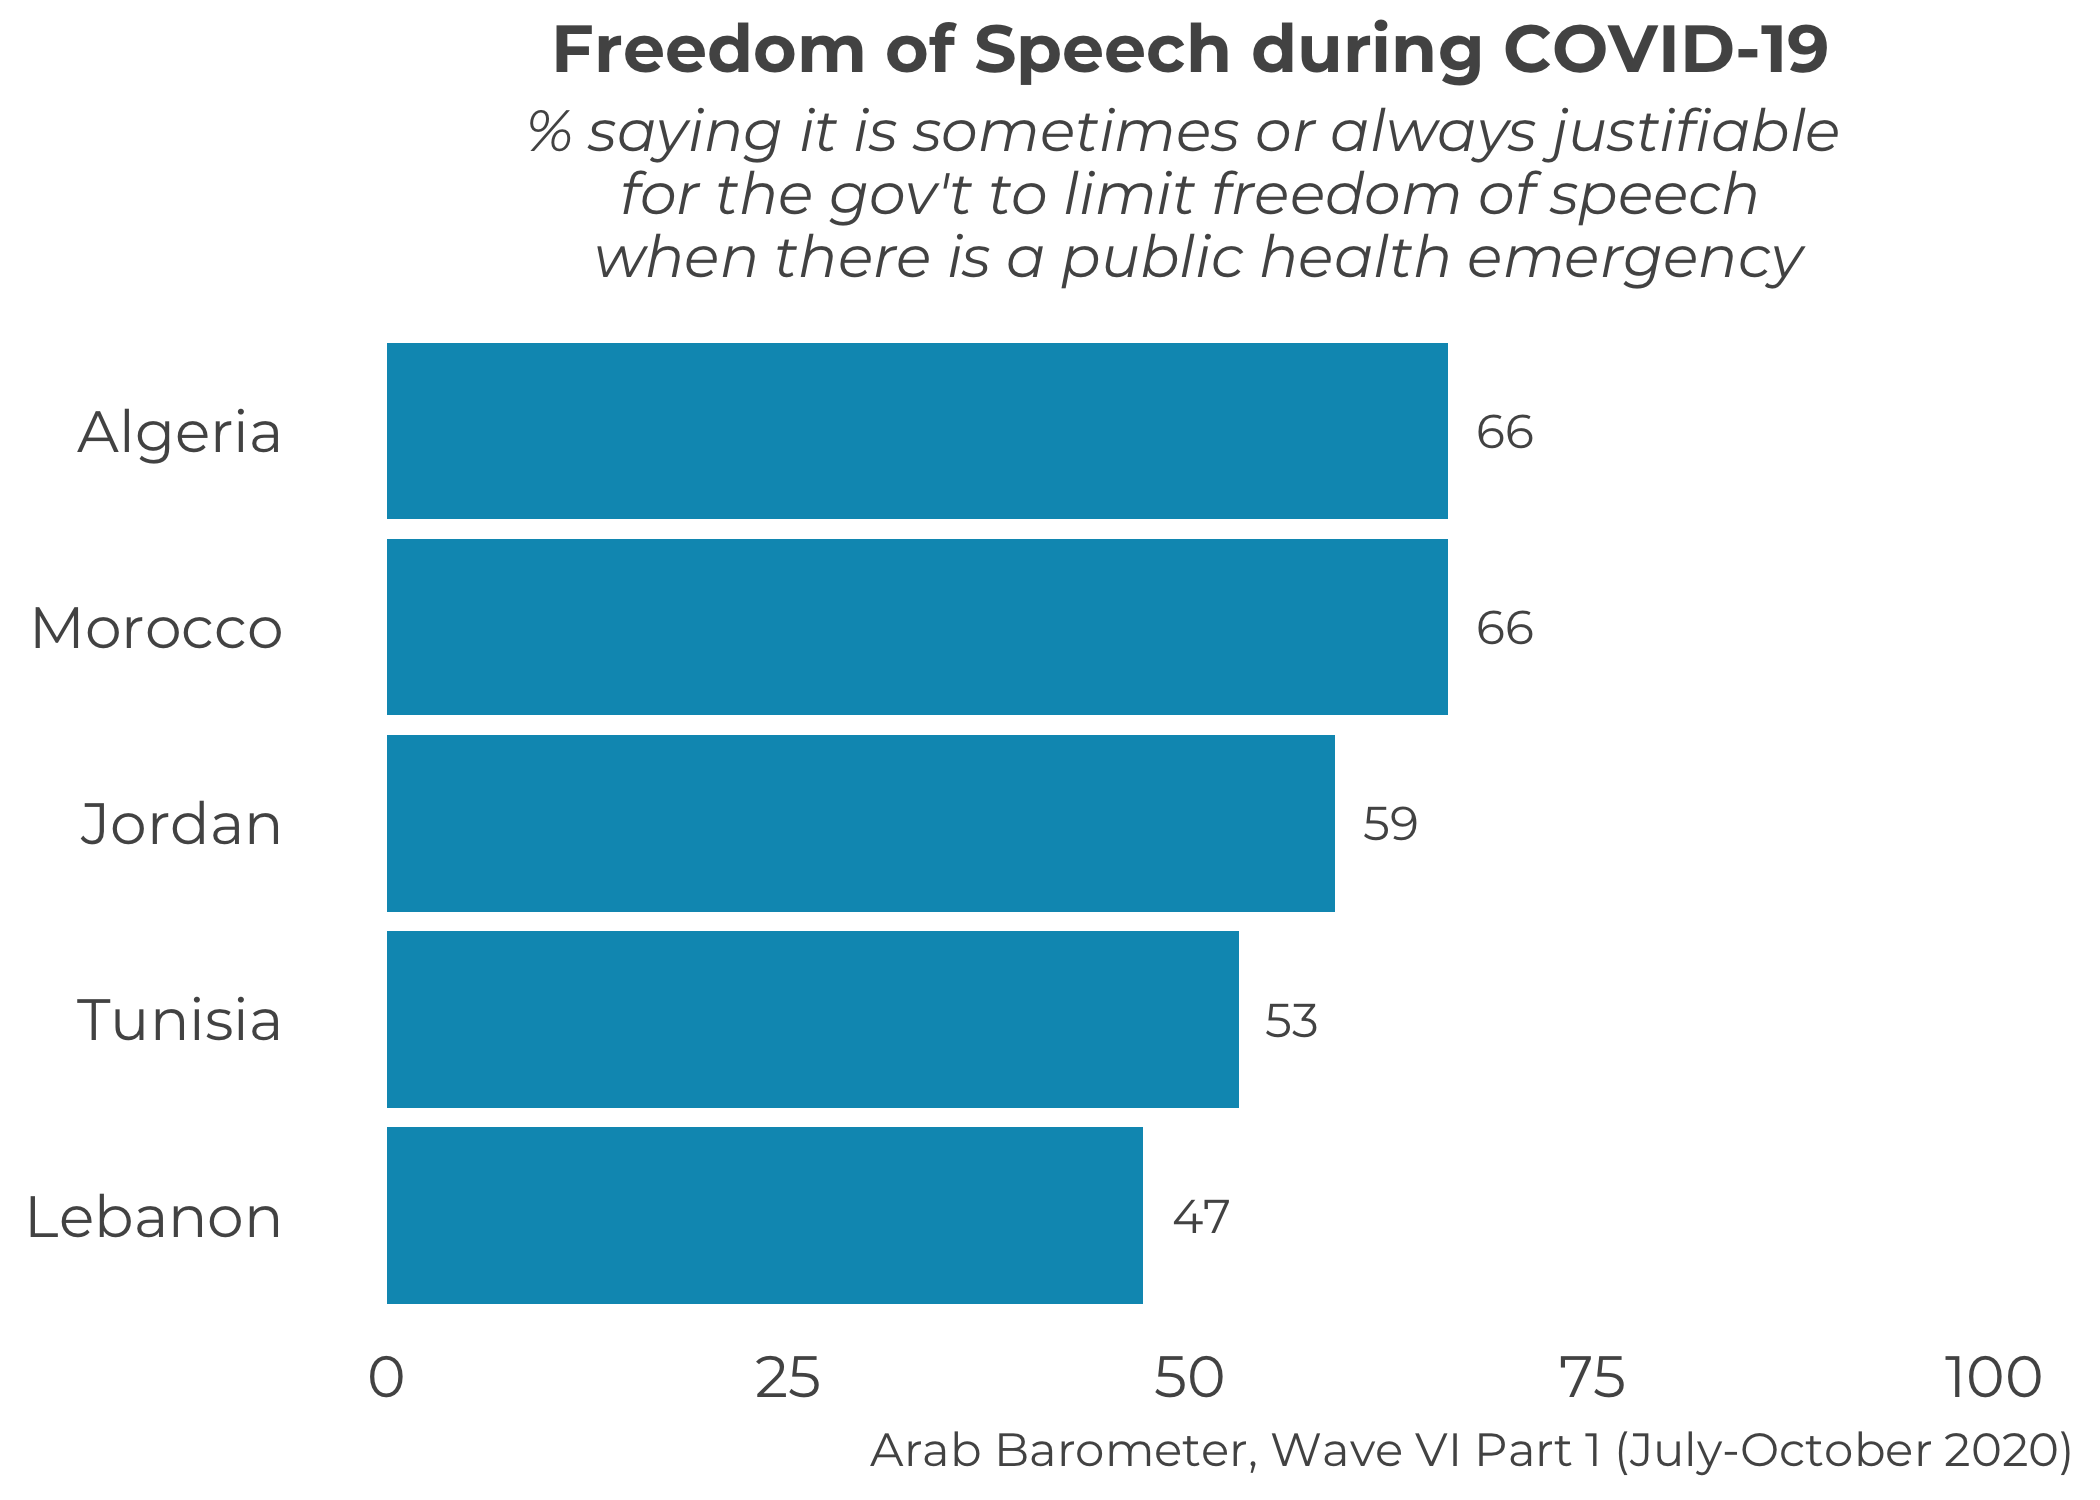 Freedom of Speech during COVID-19
% saying it is sometimes or always justifiable
for the gov't to limit freedom of speech
when there is a public health emergency
Algeria 66
Morocco 66
Jordan 59
Tunisia 53
Lebanon 47
0 25 50 75 100
Arab Barometer, Wave VI Part 1 (July-October 2020)